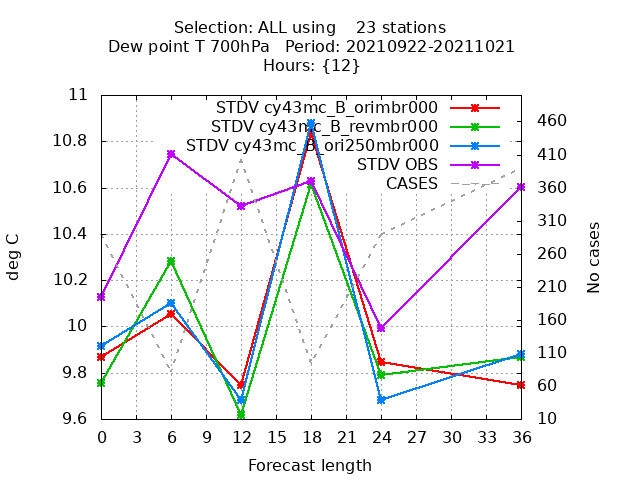 Selection: ALL using    23 stations
Dew point T 700hPa   Period: 20210922-20211021
Hours: {12}
STDV cy43mc_B_orimbr000
STDV cy43mc_B_revmbr000
STDV cy43mc_B_ori250mbr000
STDV OBS
CASES
11
10.8
10.6
10.4
10.2
10
9.8
9.6
deg C
460
410
360
310
260
210
160
110
60
10
No cases
0 3 6 9 12 15 18 21 24 27 30 33 36
Forecast length